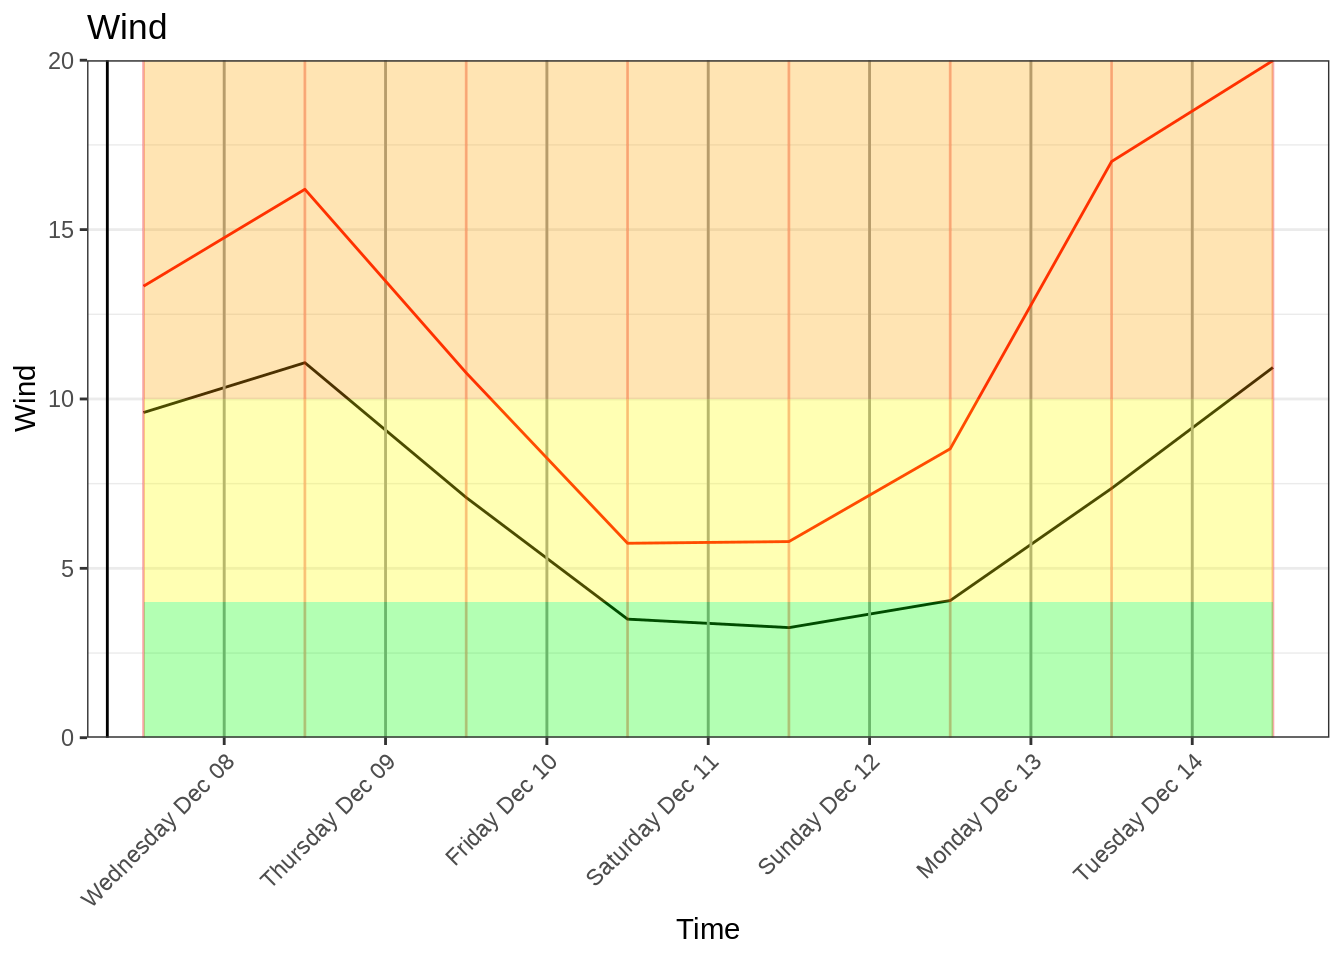 Wind
20
15
10
5
0
Wind
Wednesday Dec 08
Thursday Dec 09
Friday Dec 10
Saturday Dec 11
Sunday Dec 12
Monday Dec 13
Tuesday Dec 14
Time